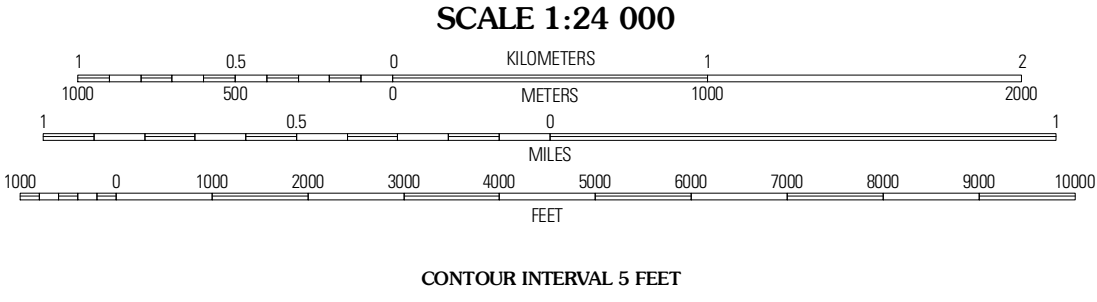 SCALE 1:24 000
1 0.5 0 KILOMETERS 1 2
1000 500 0 METERS 1000 2000
1 0.5 0 1
MILES
1000 0 1000 2000 3000 4000 5000 6000 7000 8000 9000 10000
FEET
CONTOUR INTERVAL 5 FEET